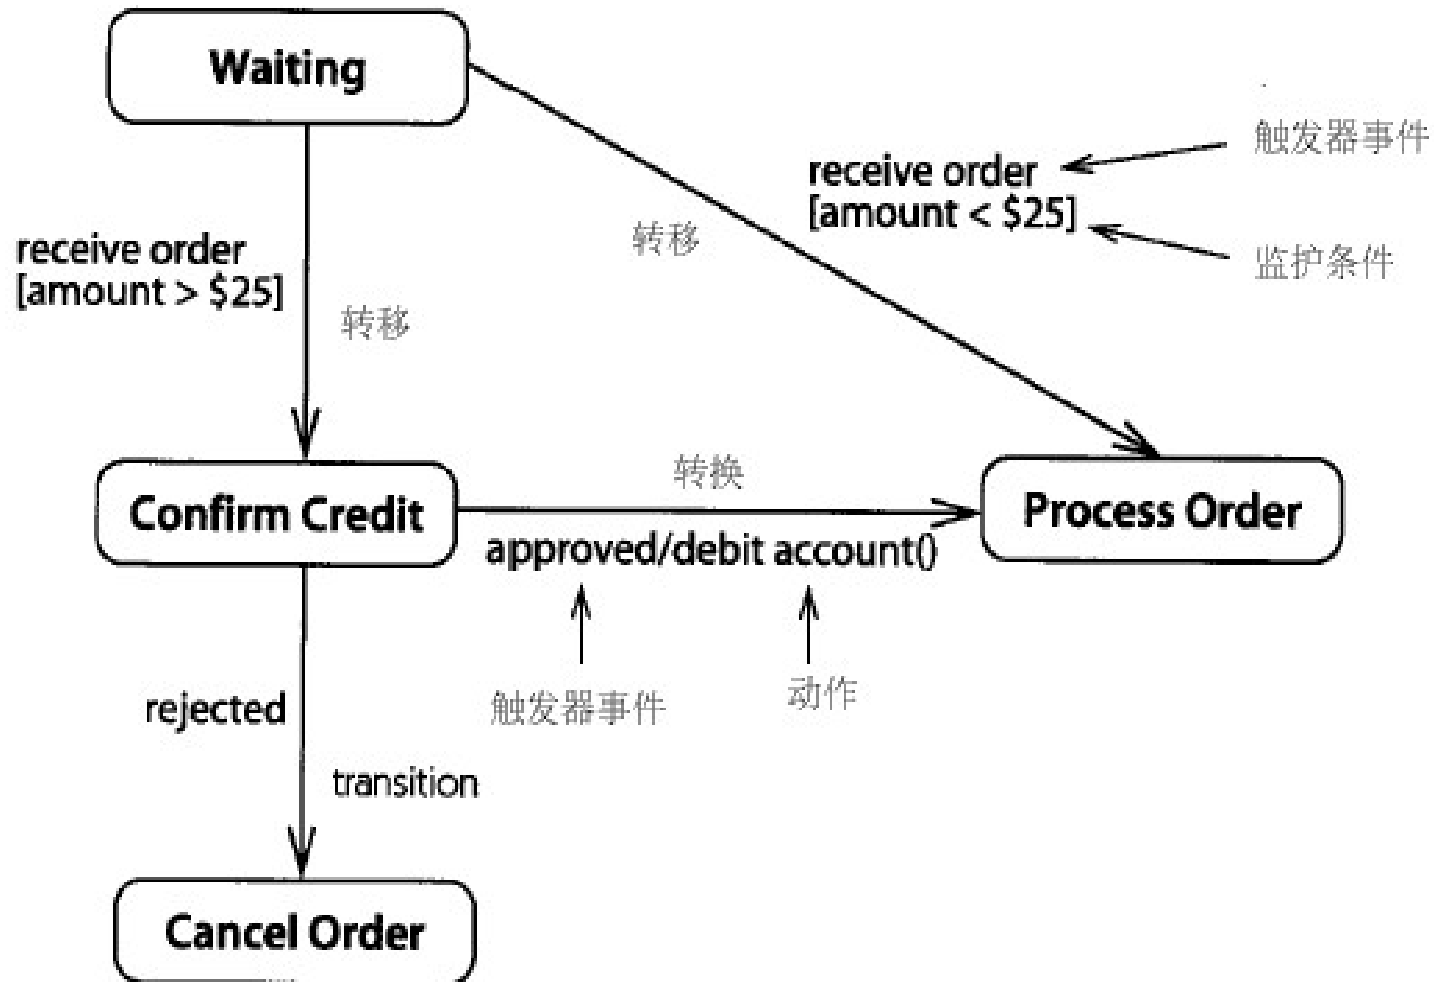 Waiting
触发器事件
receive order
[amount < $25]
转移
监护条件
receive order
[amount > $25]
转移
转换
Confirm Credit
Process Order
approved/debit account()
触发器事件
动作
rejected
transition
Cancel Order